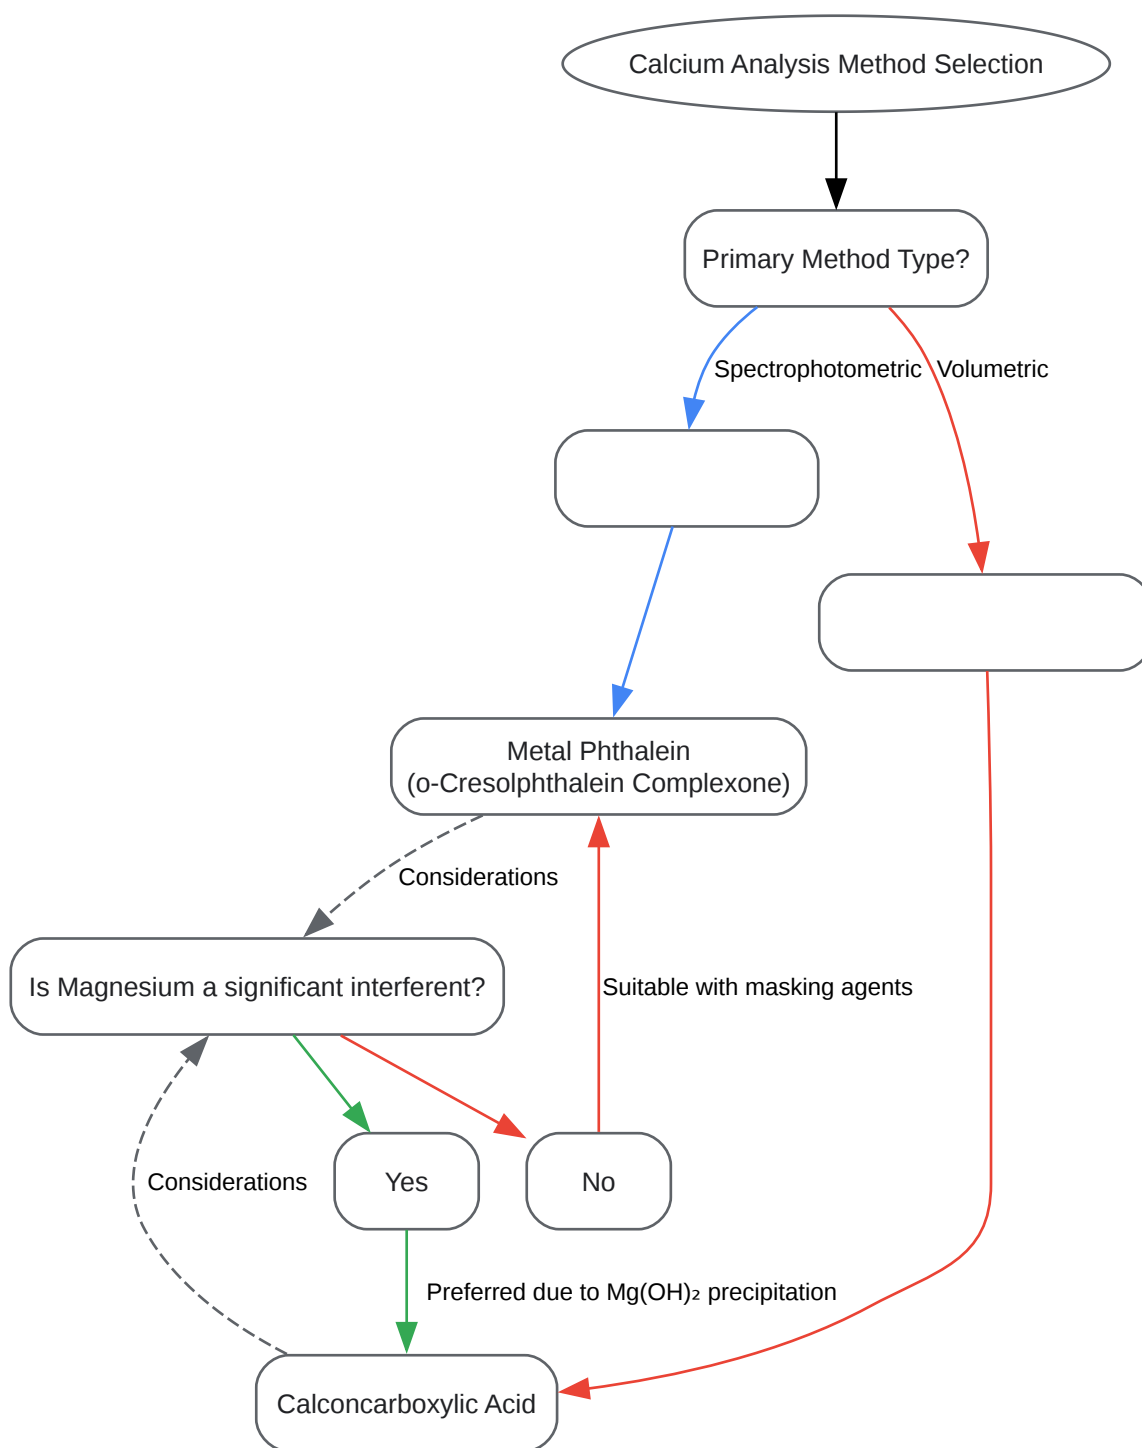 Calcium Analysis Method Selection
Primary Method Type?
Spectrophotometric
Volumetric
Metal Phthalein
(o-Cresolphthalein Complexone)
Considerations
Is Magnesium a significant interferent?
Suitable with masking agents
Yes
No
Considerations
Preferred due to Mg(OH)₂ precipitation
Calconcarboxylic Acid